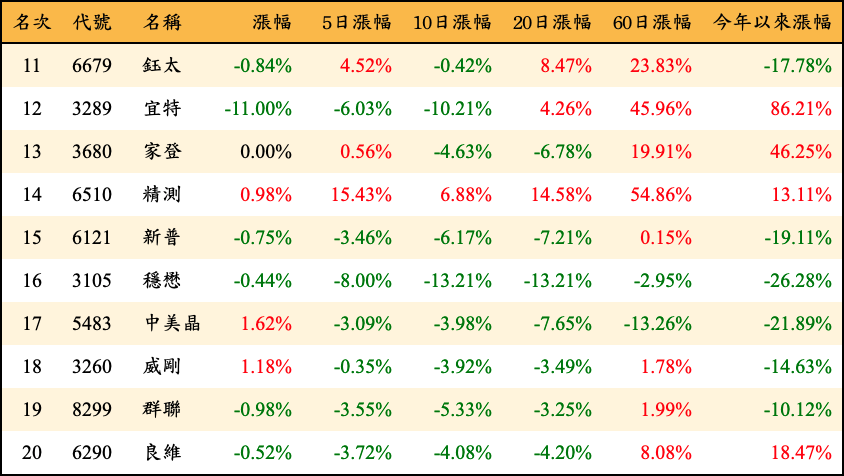 名次 代號 名稱 漲幅 5日漲幅 10日漲幅 20日漲幅 60日漲幅 今年以來漲幅
11 6679 鈺太 -0.84% 4.52% -0.42% 8.47% 23.83% -17.78%
12 3289 宜特 -11.00% -6.03% -10.21% 4.26% 45.96% 86.21%
13 3680 家登 0.00% 0.56% -4.63% -6.78% 19.91% 46.25%
14 6510 精測 0.98% 15.43% 6.88% 14.58% 54.86% 13.11%
15 6121 新普 -0.75% -3.46% -6.17% -7.21% 0.15% -19.11%
16 3105 穩懋 -0.44% -8.00% -13.21% -13.21% -2.95% -26.28%
17 5483 中美晶 1.62% -3.09% -3.98% -7.65% -13.26% -21.89%
18 3260 威剛 1.18% -0.35% -3.92% -3.49% 1.78% -14.63%
19 8299 群聯 -0.98% -3.55% -5.33% -3.25% 1.99% -10.12%
20 6290 良維 -0.52% -3.72% -4.08% -4.20% 8.08% 18.47%